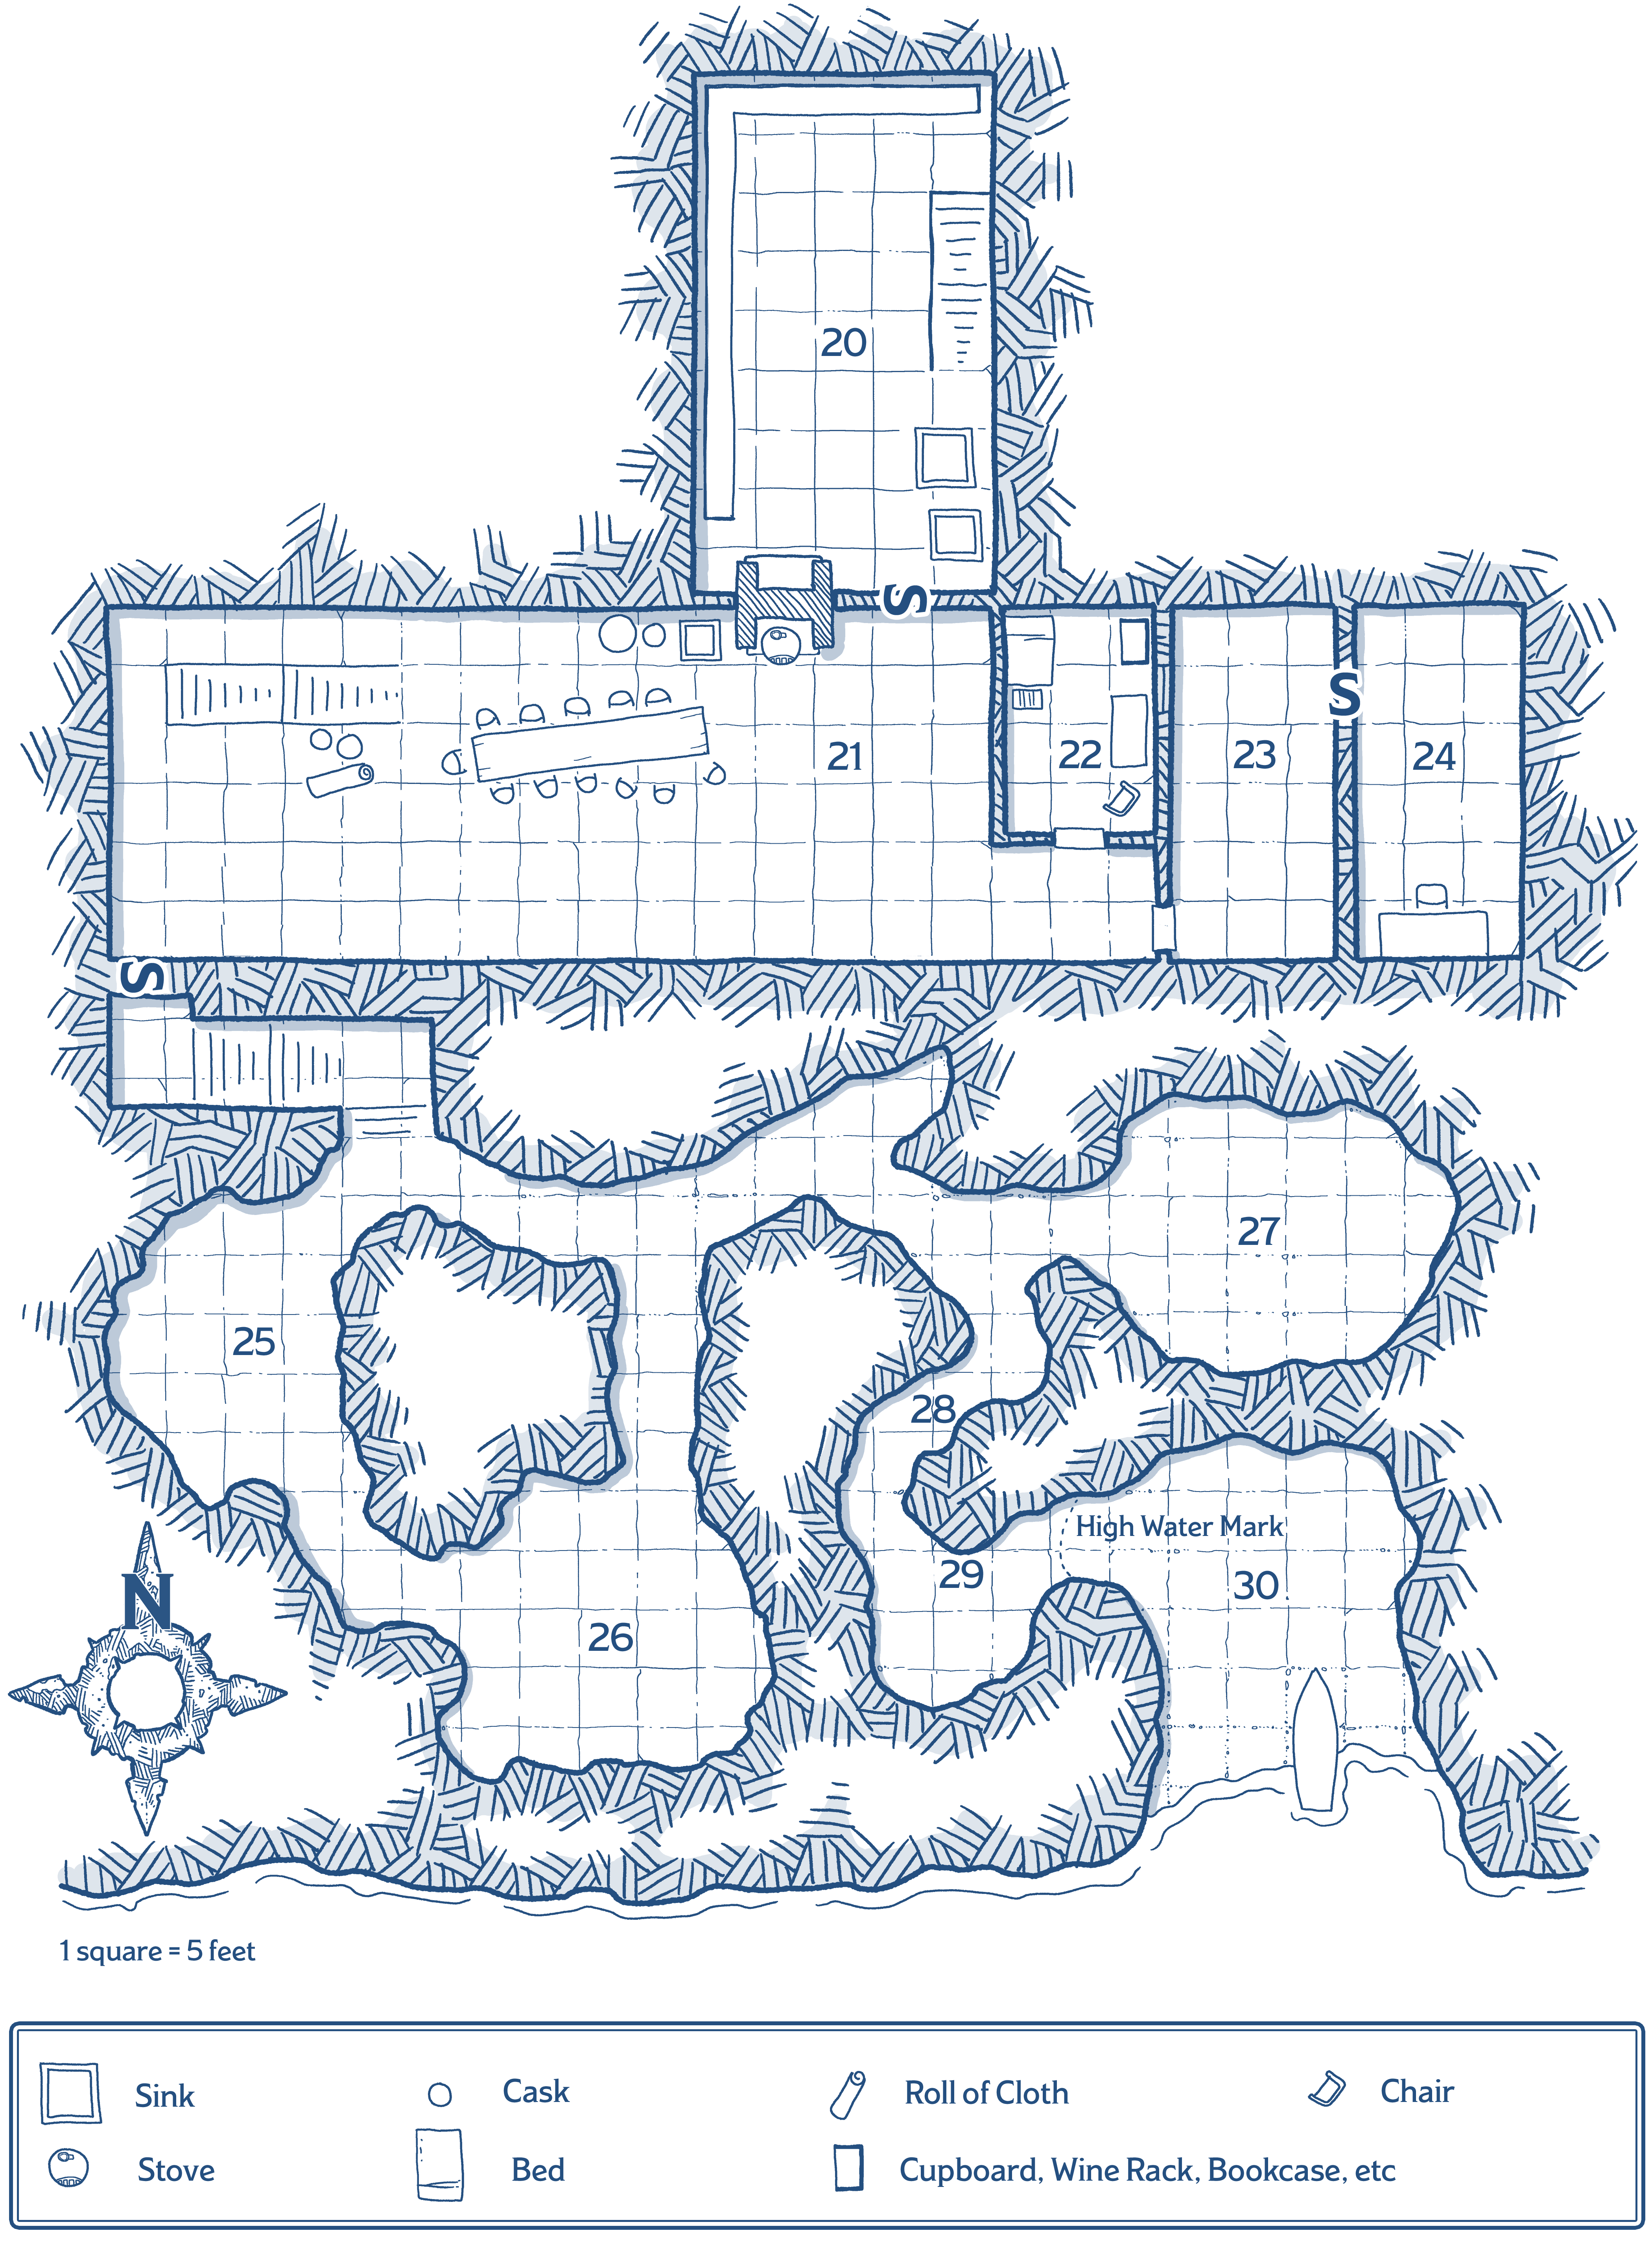 20
S
21
22
S
23
24
S
25
27
28
High Water Mark
29
30
26
N
1 square = 5 feet
Sink
Cask
Roll of Cloth
Chair
Stove
Bed
Cupboard, Wine Rack, Bookcase, etc